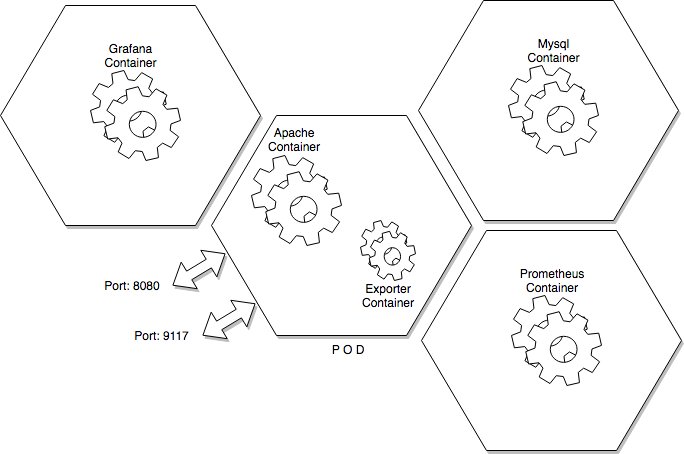 Grafana
Container
Mysql
Container
Apache
Container
Exporter
Container
Prometheus
Container
Port: 8080
Port: 9117
P O D